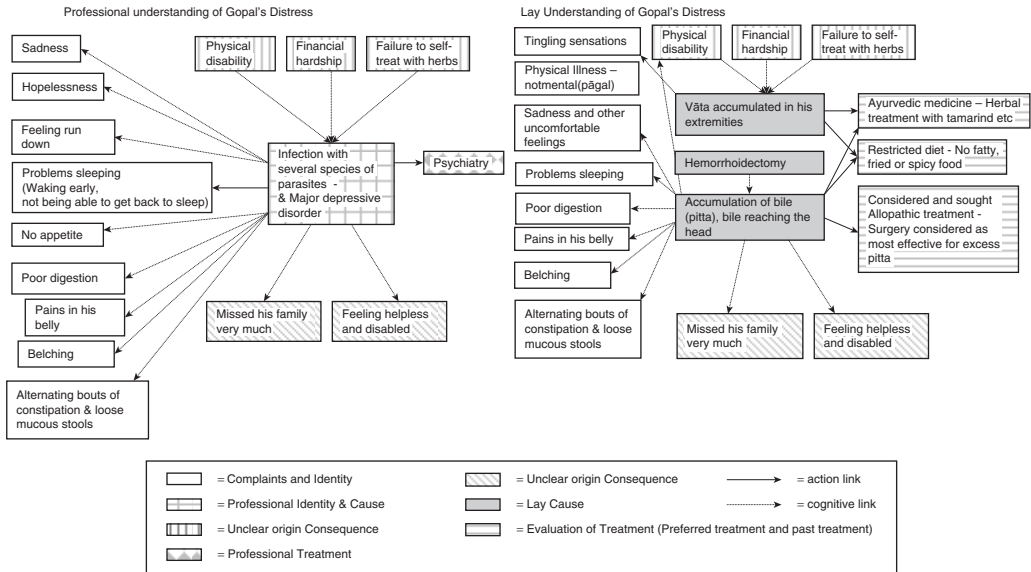 Professional understanding of Gopal's Distress
Sadness
Hopelessness
Feeling run
down
Problems sleeping
(Waking early,
not being able to get back to sleep)
No appetite
Poor digestion
Pains in his
belly
Belching
Alternating bouts of
constipation & loose
mucous stools
Physical
disability
Financial
hardship
Failure to self-
treat with herbs
Infection with
several species of
parasites -
& Major depressive
disorder
Psychiatry
Missed his family
very much
Feeling helpless
and disabled
Lay Understanding of Gopal's Distress
Tingling sensations
Physical Illness –
notmental(pāgal)
Sadness and other
uncomfortable
feelings
Problems sleeping
Poor digestion
Pains in his belly
Belching
Alternating bouts of
constipation & loose
mucous stools
Physical
disability
Financial
hardship
Failure to self-
treat with herbs
Vāta accumulated in his
extremities
Hemorrhoidectomy
Accumulation of bile
(pitta), bile reaching the
head
Ayurvedic medicine – Herbal
treatment with tamarind etc
Restricted diet - No fatty,
fried or spicy food
Considered and sought
Allopathic treatment -
Surgery considered as
most effective for excess
pitta
Missed his family
very much
Feeling helpless
and disabled
= Complaints and Identity
= Professional Identity & Cause
= Unclear origin Consequence
= Professional Treatment
= Unclear origin Consequence
= Lay Cause
= Evaluation of Treatment (Preferred treatment and past treatment)
= action link
= cognitive link